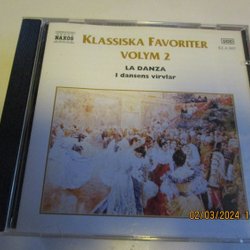 NAXOS
KLASSISKA FAVORITER
VOLYM 2
LA DANZA
I dansens virvlar
DDD
02/03/2024